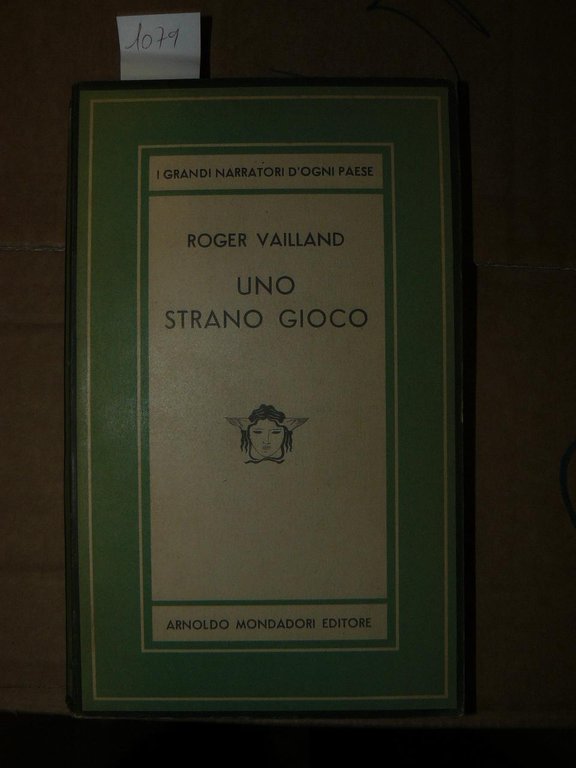 1079
I GRANDI NARRATORI D'OGNI PAESE
ROGER VAILLAND
UNO
STRANO GIOCO
ARNOLDO MONDADORI EDITORE